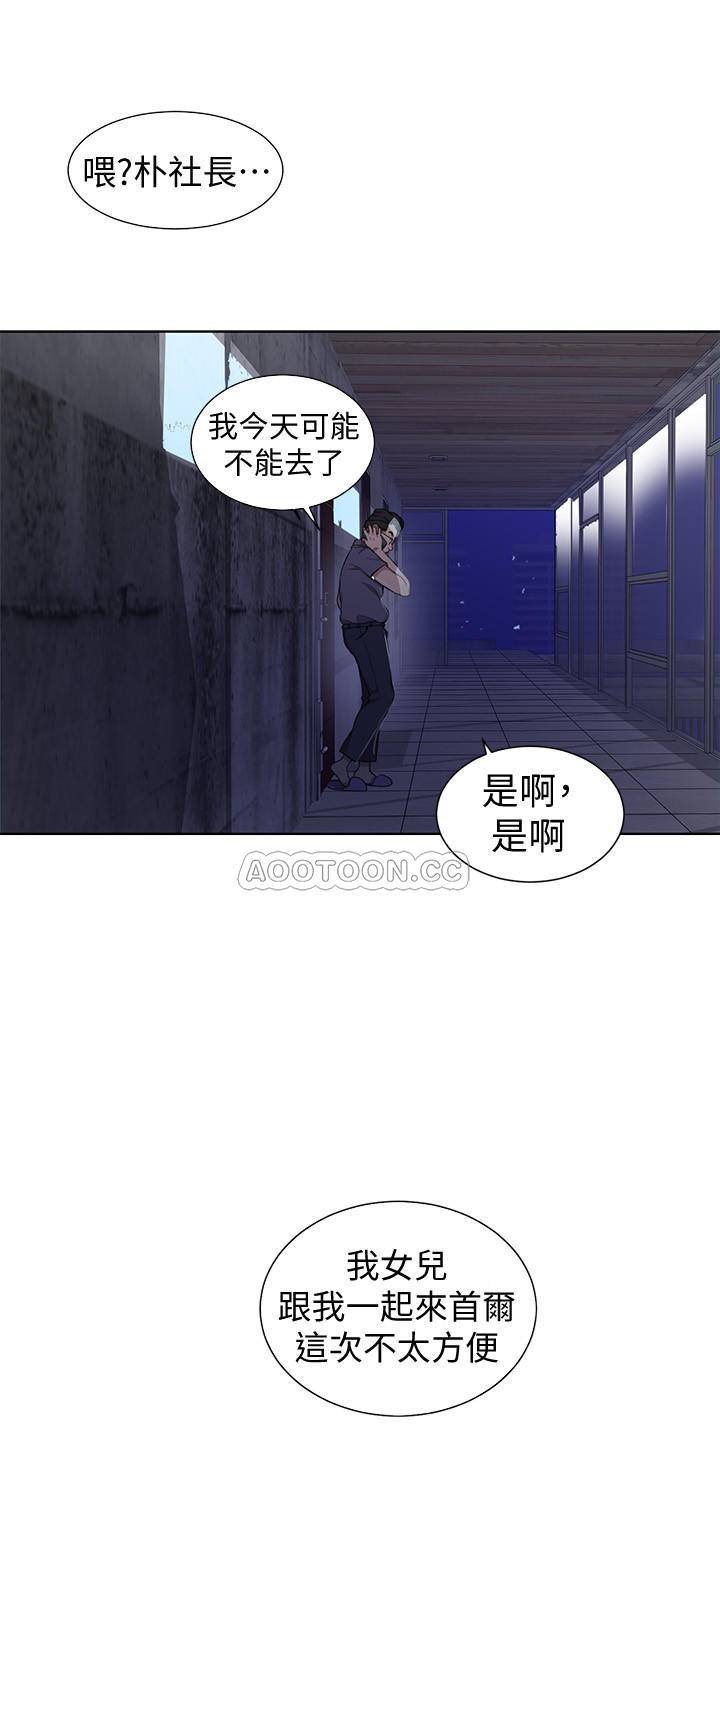 喂?朴社長⋯
我今天可能
不能去了
是啊,
是啊
AOOTOON.CC
我女兒
跟我一起來首爾
這次不太方便